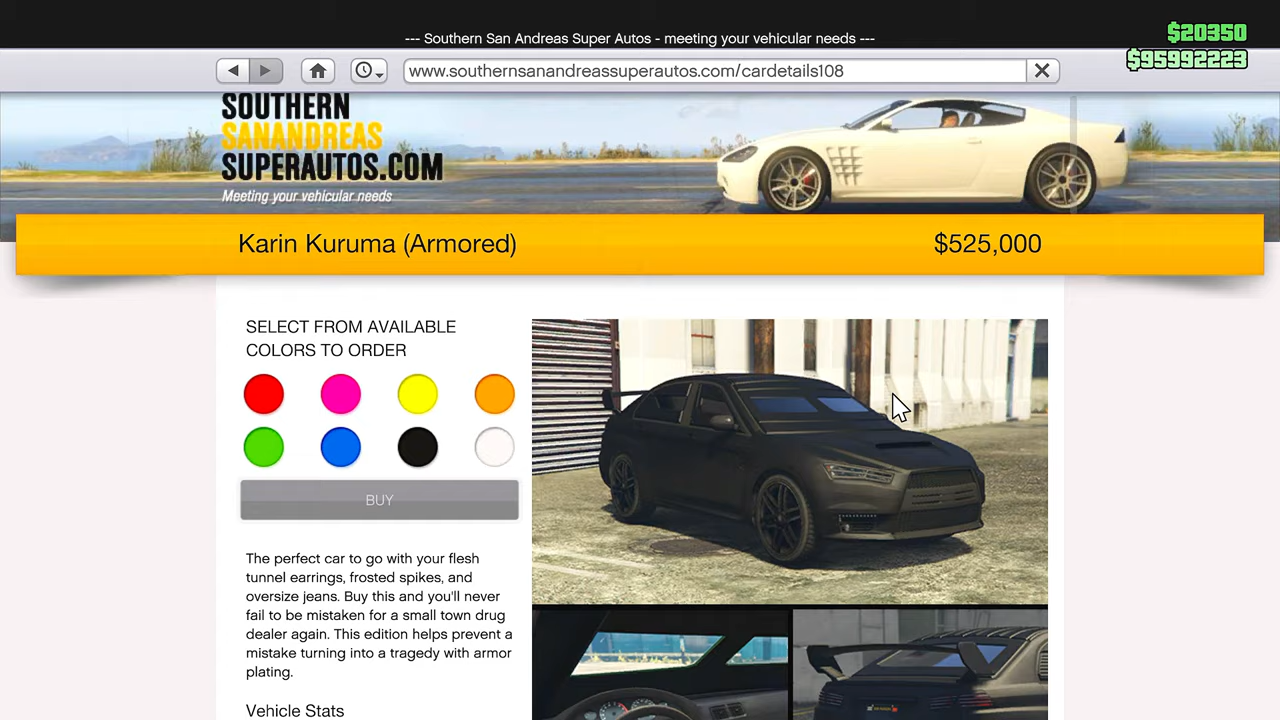 --- Southern San Andreas Super Autos - meeting your vehicular needs ---
$20350
$95992223
www.southernsanandreassuperautos.com/cardetails108
SOUTHERN
SANANDREAS
SUPERAUTOS.COM
Meeting your vehicular needs
Karin Kuruma (Armored)
$525,000
SELECT FROM AVAILABLE
COLORS TO ORDER
BUY
The perfect car to go with your flesh
tunnel earrings, frosted spikes, and
oversize jeans. Buy this and you'll never
fail to be mistaken for a small town drug
dealer again. This edition helps prevent a
mistake turning into a tragedy with armor
plating.
Vehicle Stats